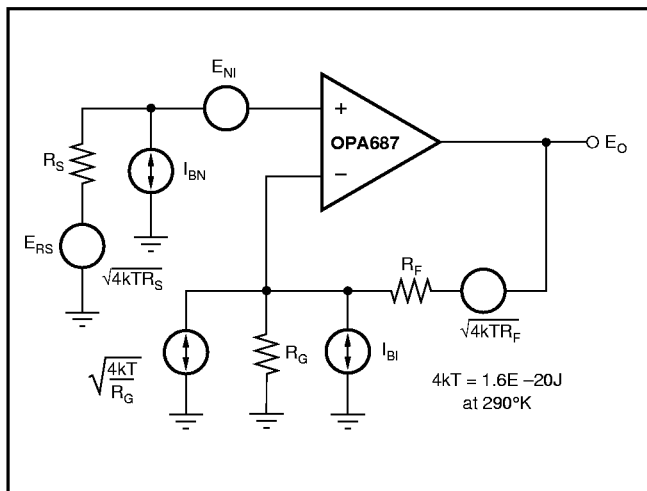 E_NI
+
OPA687
−
E_O
R_S
I_BN
E_RS
√4kTR_S
R_F
√4kTR_F
√4kT/R_G
R_G
I_BI
4kT = 1.6E –20J
at 290°K